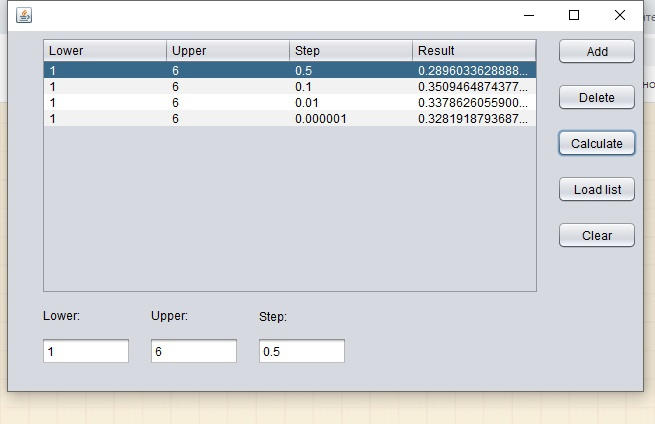 Lower Upper Step Result
1 6 0.5 0.2896033628888...
1 6 0.1 0.3509464874377...
1 6 0.01 0.3378626055900...
1 6 0.000001 0.3281918793687...
Add
Delete
Calculate
Load list
Clear
Lower: Upper: Step:
1 6 0.5